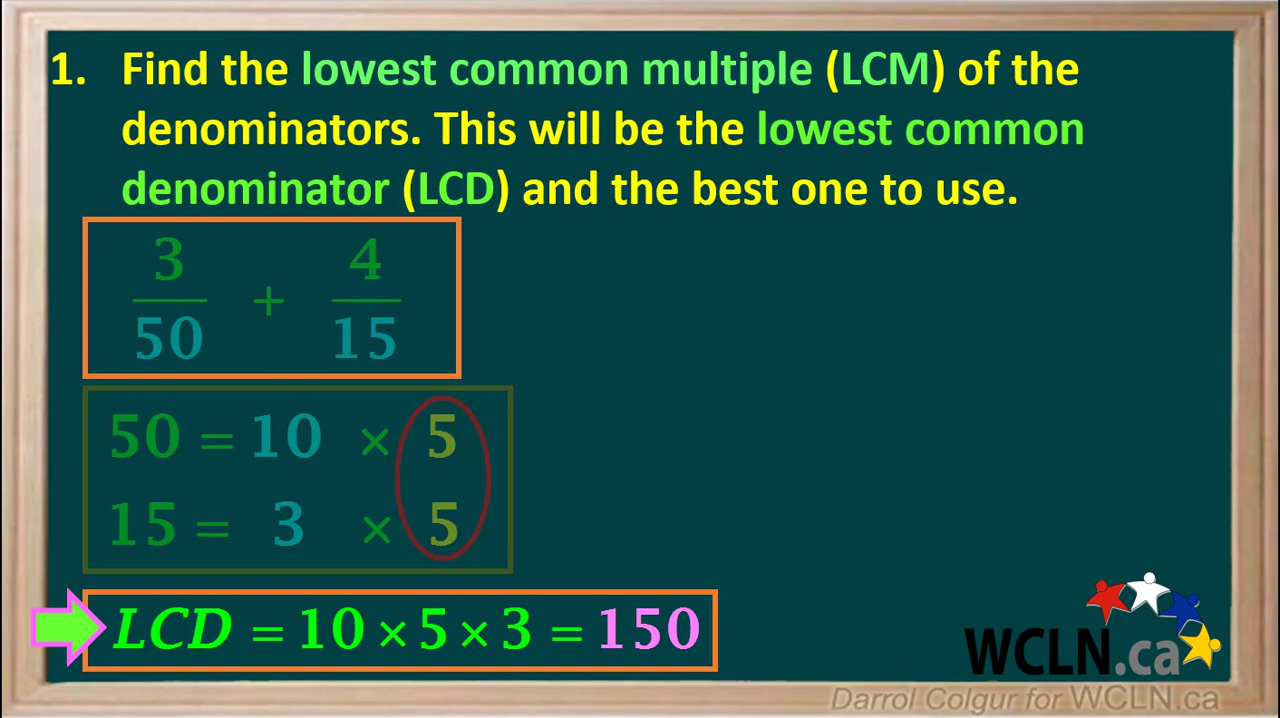 1. Find the lowest common multiple (LCM) of the
denominators. This will be the lowest common
denominator (LCD) and the best one to use.
3/50 + 4/15
50 = 10 × 5
15 = 3 × 5
LCD = 10 × 5 × 3 = 150
WCLN.ca
Darrol Colgur for WCLN.ca